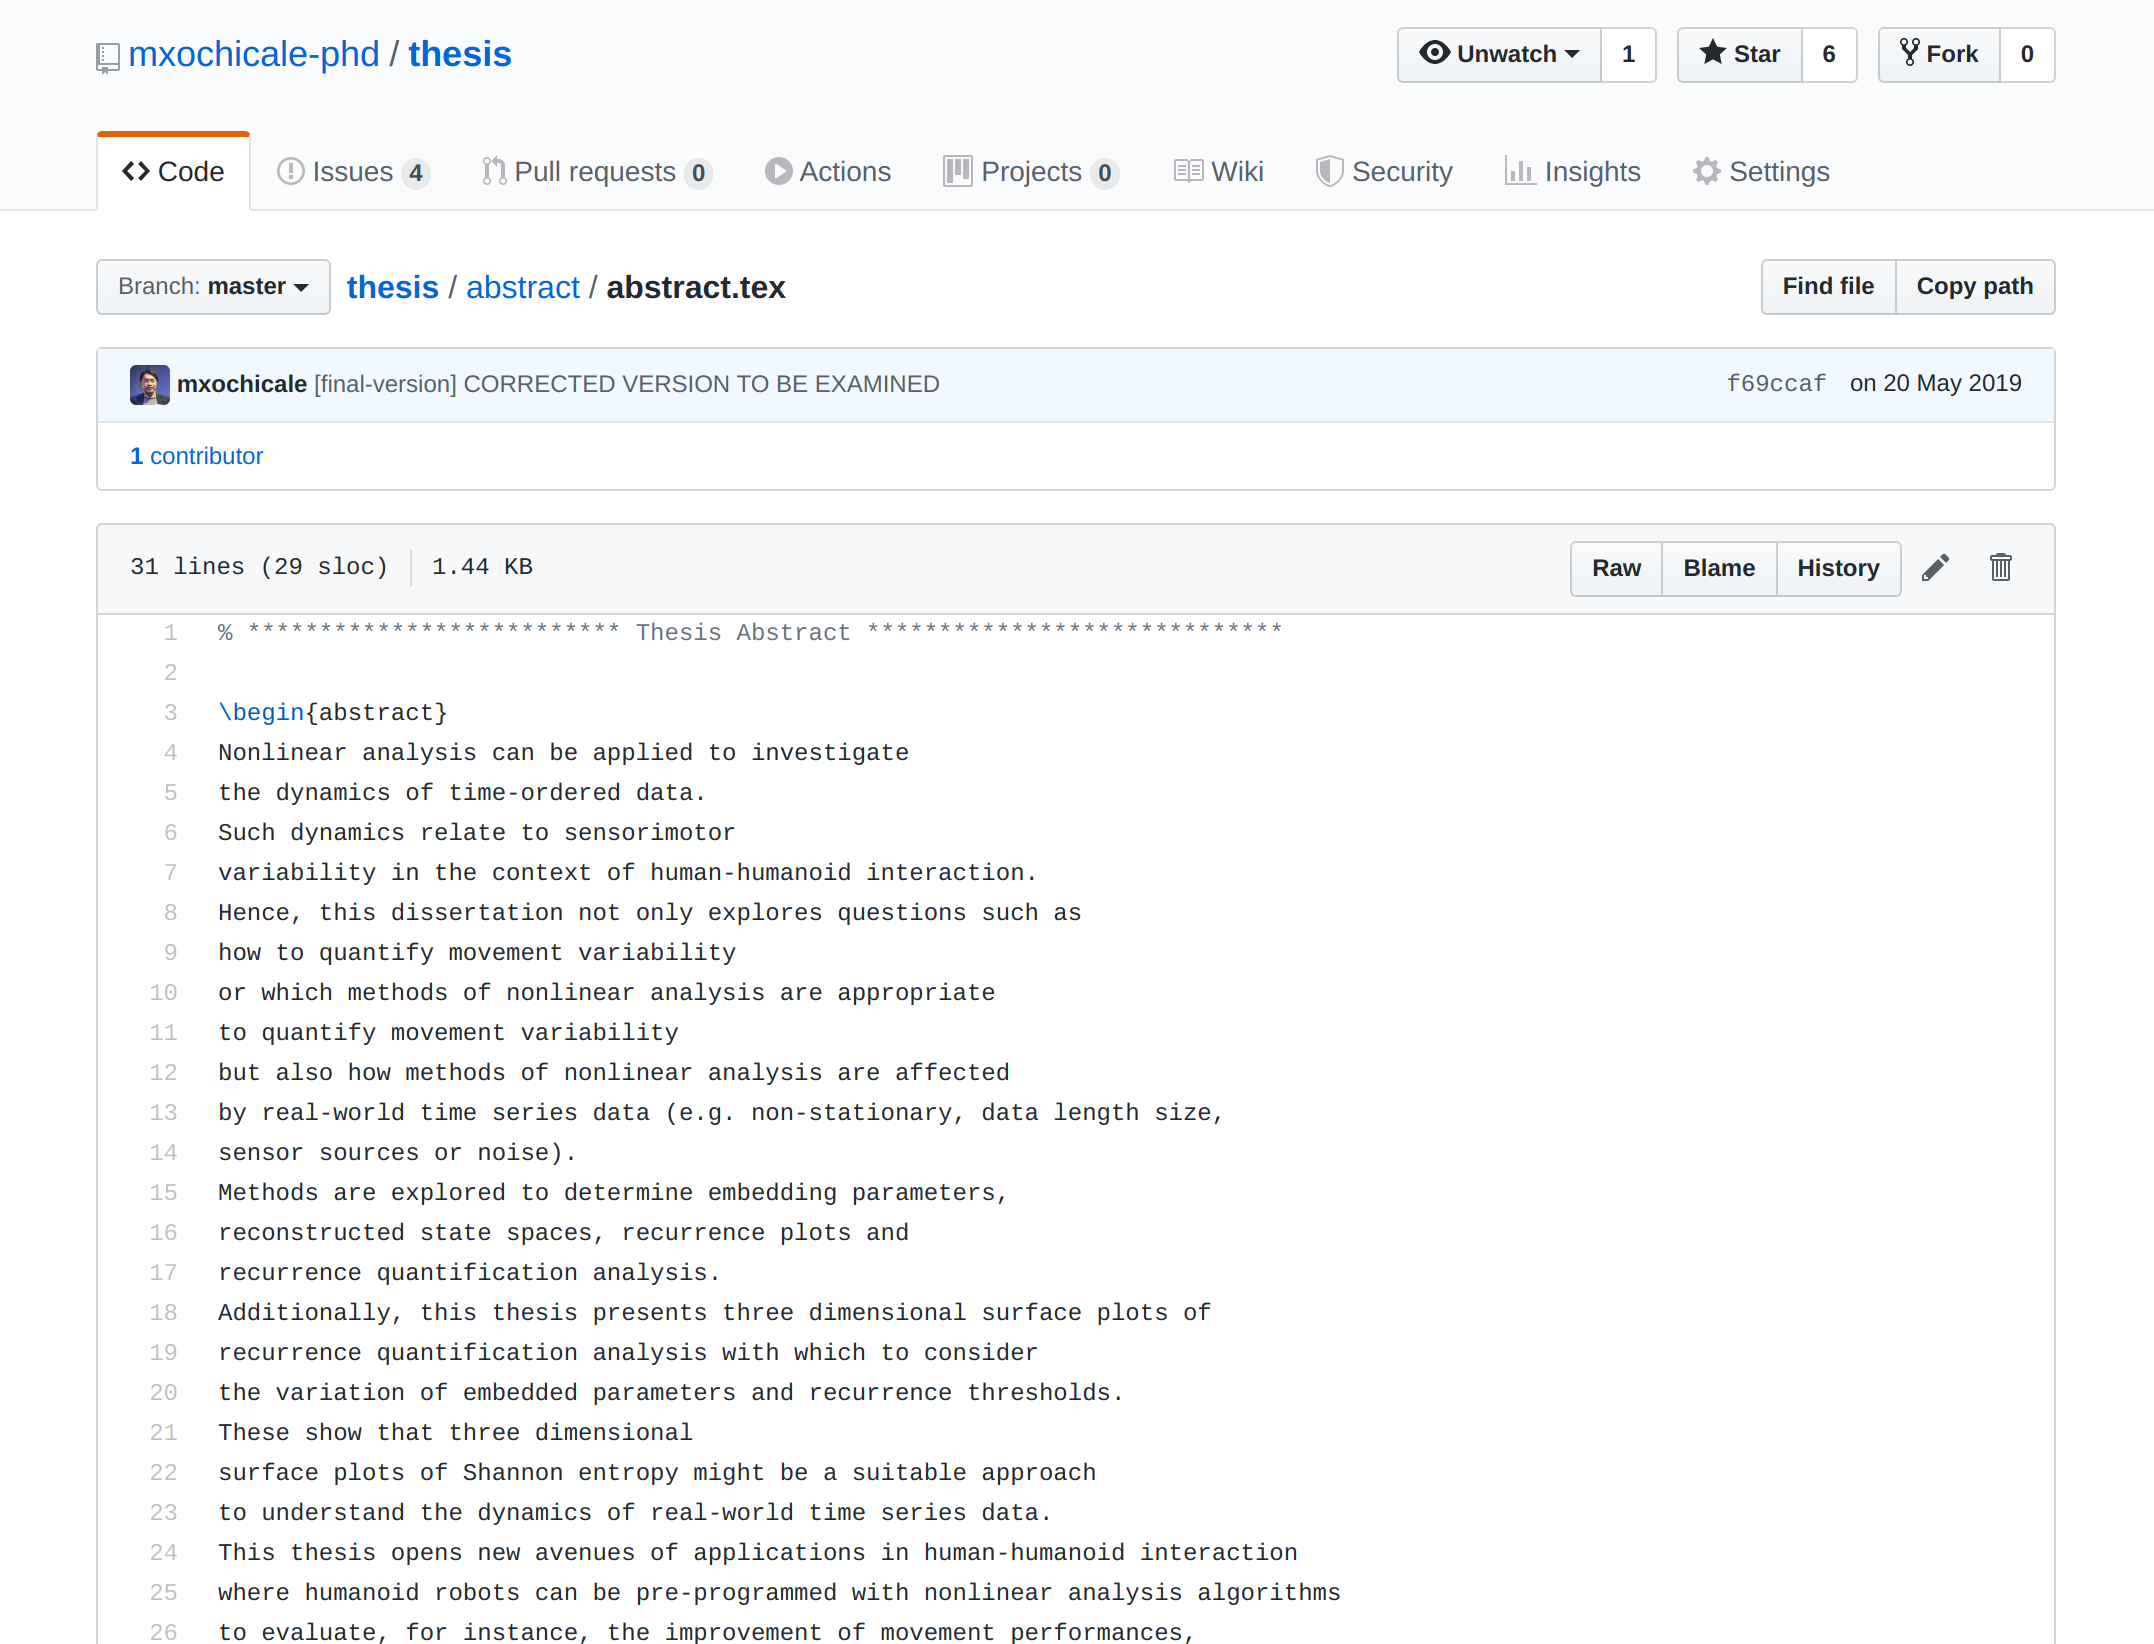 mxochicale-phd / thesis
Unwatch 1 Star 6 Fork 0
Code Issues 4 Pull requests 0 Actions Projects 0 Wiki Security Insights Settings
Branch: master thesis / abstract / abstract.tex Find file Copy path
mxochicale [final-version] CORRECTED VERSION TO BE EXAMINED f69ccaf on 20 May 2019
1 contributor
31 lines (29 sloc) 1.44 KB Raw Blame History
1 % ************************** Thesis Abstract *****************************
2
3 \begin{abstract}
4 Nonlinear analysis can be applied to investigate
5 the dynamics of time-ordered data.
6 Such dynamics relate to sensorimotor
7 variability in the context of human-humanoid interaction.
8 Hence, this dissertation not only explores questions such as
9 how to quantify movement variability
10 or which methods of nonlinear analysis are appropriate
11 to quantify movement variability
12 but also how methods of nonlinear analysis are affected
13 by real-world time series data (e.g. non-stationary, data length size,
14 sensor sources or noise).
15 Methods are explored to determine embedding parameters,
16 reconstructed state spaces, recurrence plots and
17 recurrence quantification analysis.
18 Additionally, this thesis presents three dimensional surface plots of
19 recurrence quantification analysis with which to consider
20 the variation of embedded parameters and recurrence thresholds.
21 These show that three dimensional
22 surface plots of Shannon entropy might be a suitable approach
23 to understand the dynamics of real-world time series data.
24 This thesis opens new avenues of applications in human-humanoid interaction
25 where humanoid robots can be pre-programmed with nonlinear analysis algorithms
26 to evaluate, for instance, the improvement of movement performances,